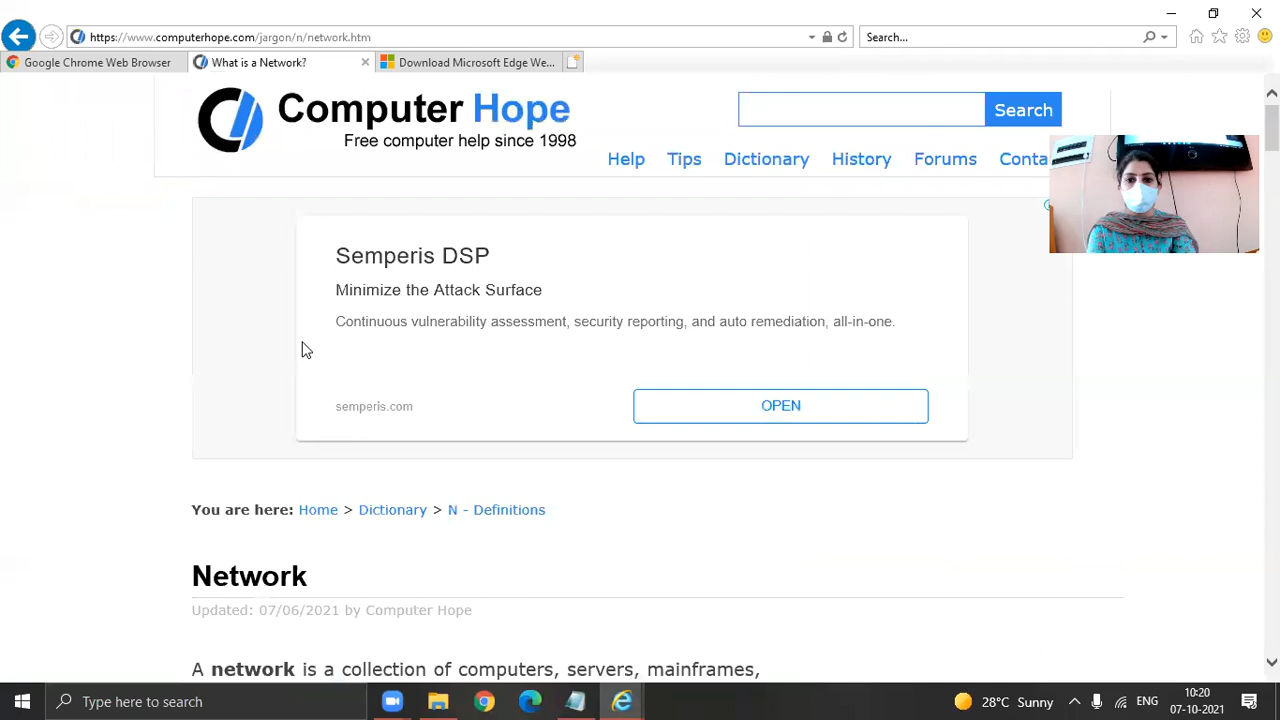 https://www.computerhope.com/jargon/n/network.htm
Search...
Google Chrome Web Browser
What is a Network?
Download Microsoft Edge We...
Computer Hope
Free computer help since 1998
Search
Help Tips Dictionary History Forums Conta
Semperis DSP
Minimize the Attack Surface
Continuous vulnerability assessment, security reporting, and auto remediation, all-in-one.
semperis.com
OPEN
You are here: Home > Dictionary > N - Definitions
Network
Updated: 07/06/2021 by Computer Hope
A network is a collection of computers, servers, mainframes,
Type here to search
28°C Sunny
ENG
10:20
07-10-2021